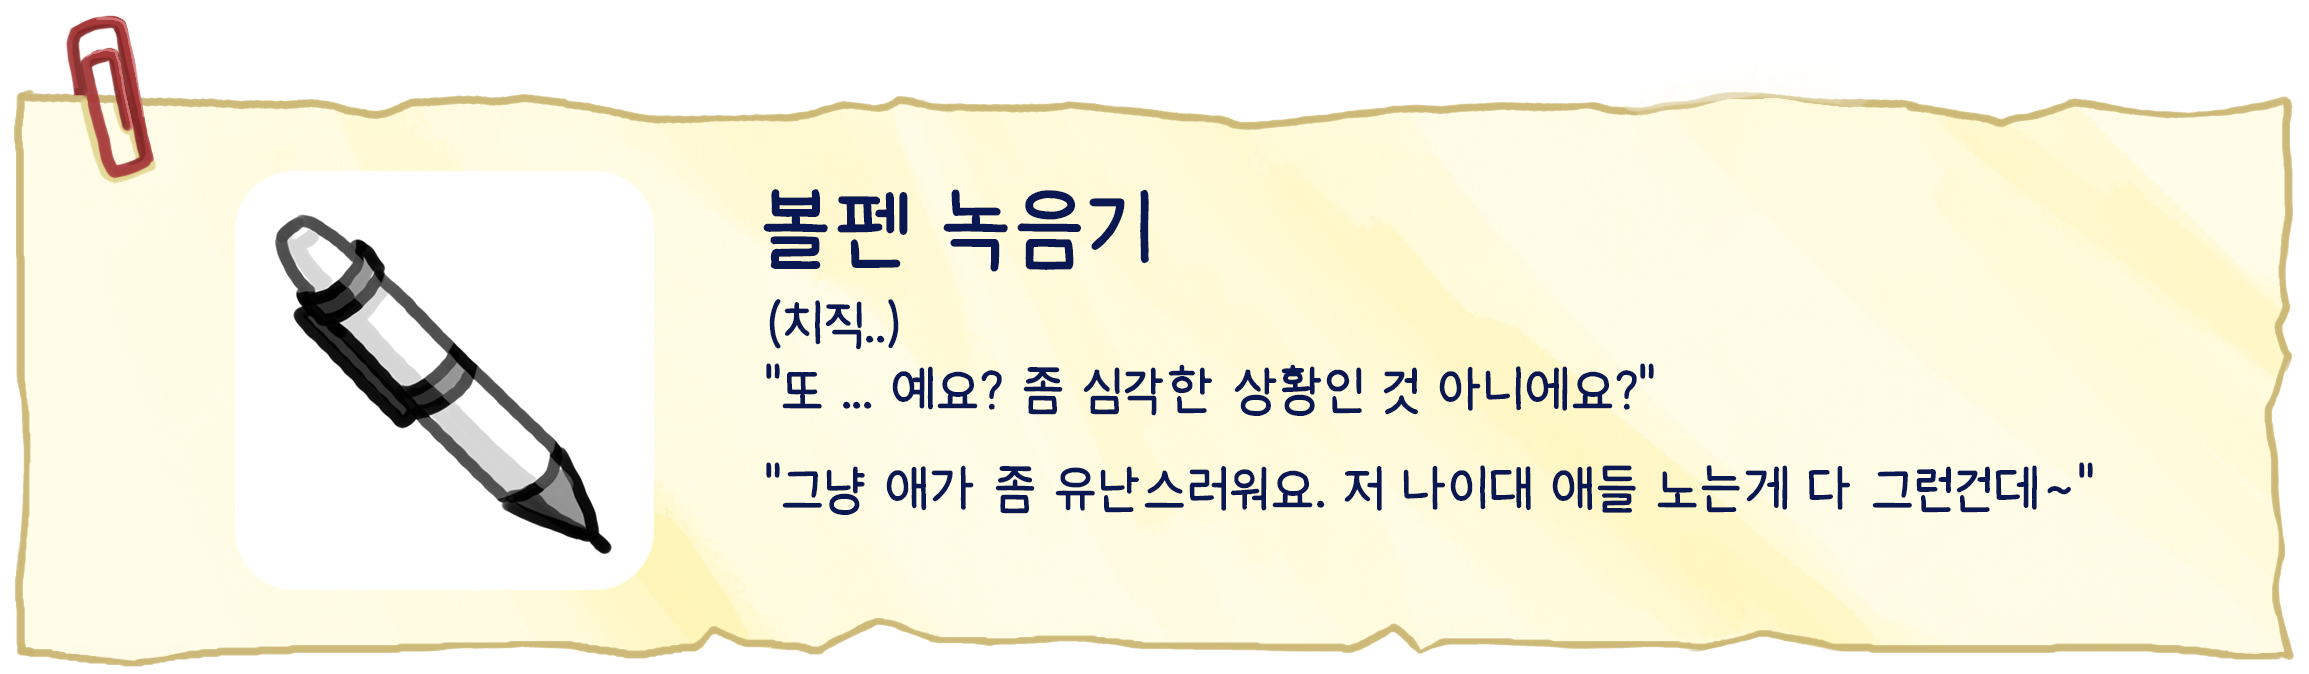 볼펜 녹음기
(치직..)
"또 ... 예요? 좀 심각한 상황인 것 아니에요?"
"그냥 애가 좀 유난스러워요. 저 나이대 애들 노는게 다 그런건데~"